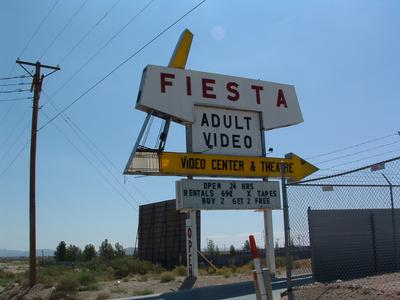 FIESTA
ADULT
VIDEO
VIDEO CENTER & THEATRE
OPEN 24 HRS
RENTALS 69¢ X TAPES
BUY 2 GET 2 FREE
OPEN